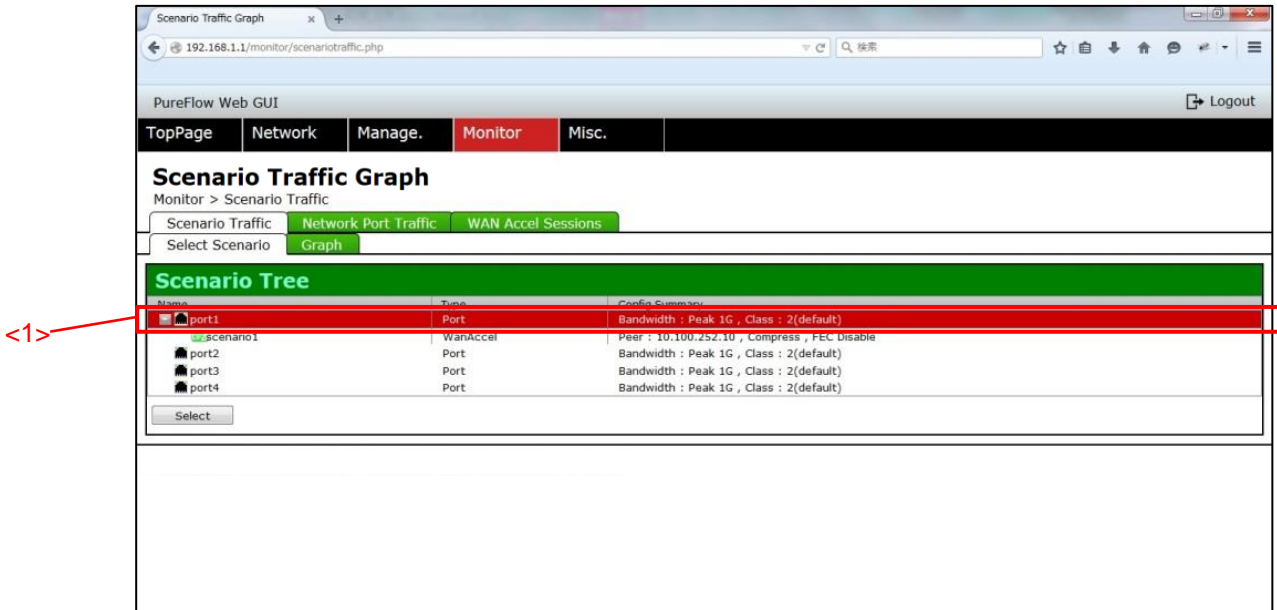 Scenario Traffic Graph x +
192.168.1.1/monitor/scenariotraffic.php 検索
PureFlow Web GUI Logout
TopPage Network Manage. Monitor Misc.
Scenario Traffic Graph
Monitor > Scenario Traffic
Scenario Traffic Network Port Traffic WAN Accel Sessions
Select Scenario Graph
Scenario Tree
Name Type Config Summary
<1> port1 Port Bandwidth : Peak 1G , Class : 2(default)
scenario1 WanAccel Peer : 10.100.252.10 , Compress , FEC Disable
port2 Port Bandwidth : Peak 1G , Class : 2(default)
port3 Port Bandwidth : Peak 1G , Class : 2(default)
port4 Port Bandwidth : Peak 1G , Class : 2(default)
Select